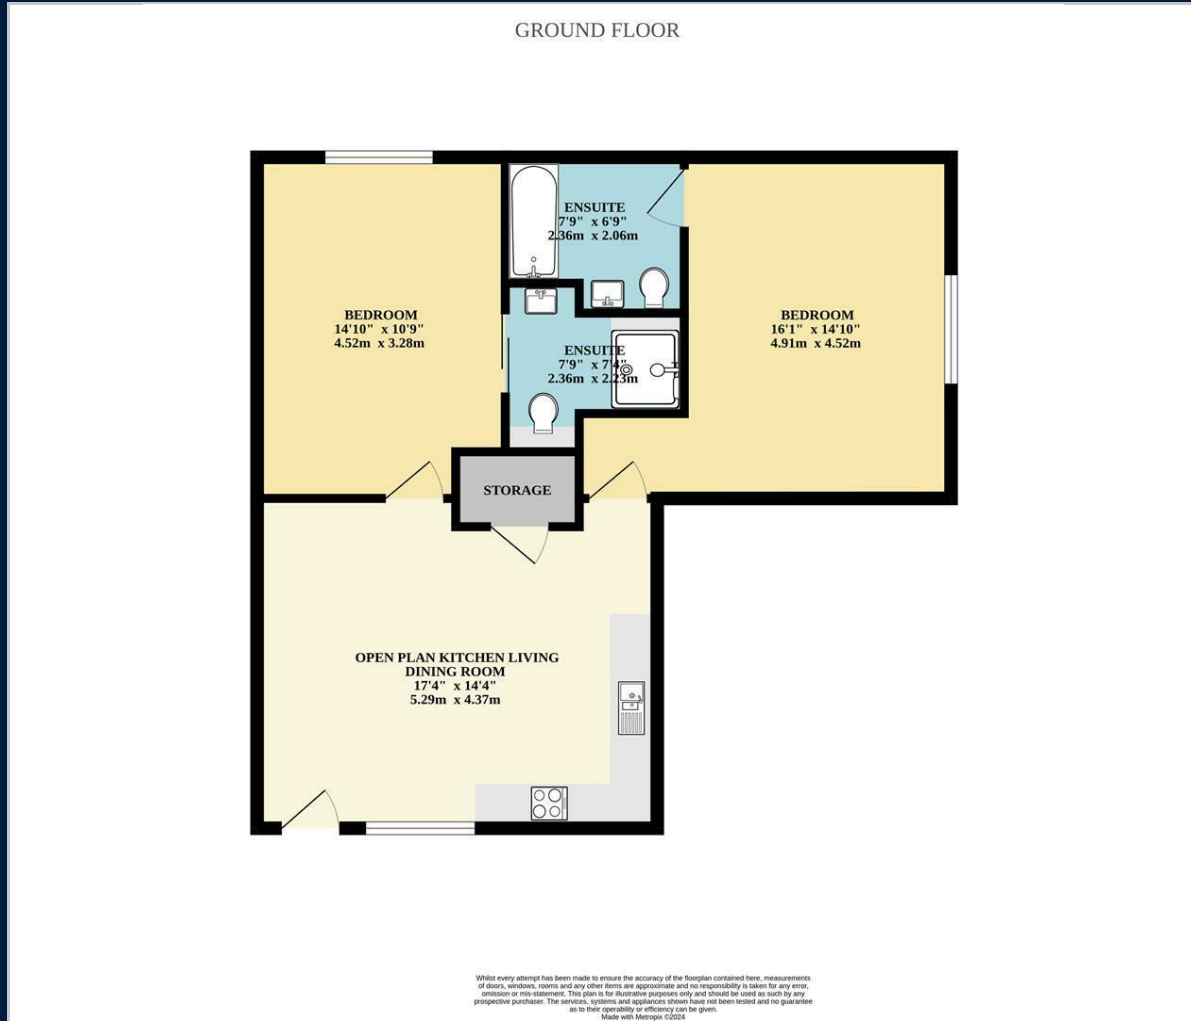 GROUND FLOOR
ENSUITE
7'9" x 6'9"
2.36m x 2.06m
BEDROOM
14'10" x 10'9"
4.52m x 3.28m
BEDROOM
16'1" x 14'10"
4.91m x 4.52m
ENSUITE
7'9" x 7'4"
2.36m x 2.23m
STORAGE
OPEN PLAN KITCHEN LIVING
DINING ROOM
17'4" x 14'4"
5.29m x 4.37m
Whilst every attempt has been made to ensure the accuracy of the floorplan contained here, measurements
of doors, windows, rooms and any other items are approximate and no responsibility is taken for any error,
omission or mis-statement. This plan is for illustrative purposes only and should be used as such by any
prospective purchaser. The services, systems and appliances shown have not been tested and no guarantee
as to their operability or efficiency can be given.
Made with Metropix ©2024